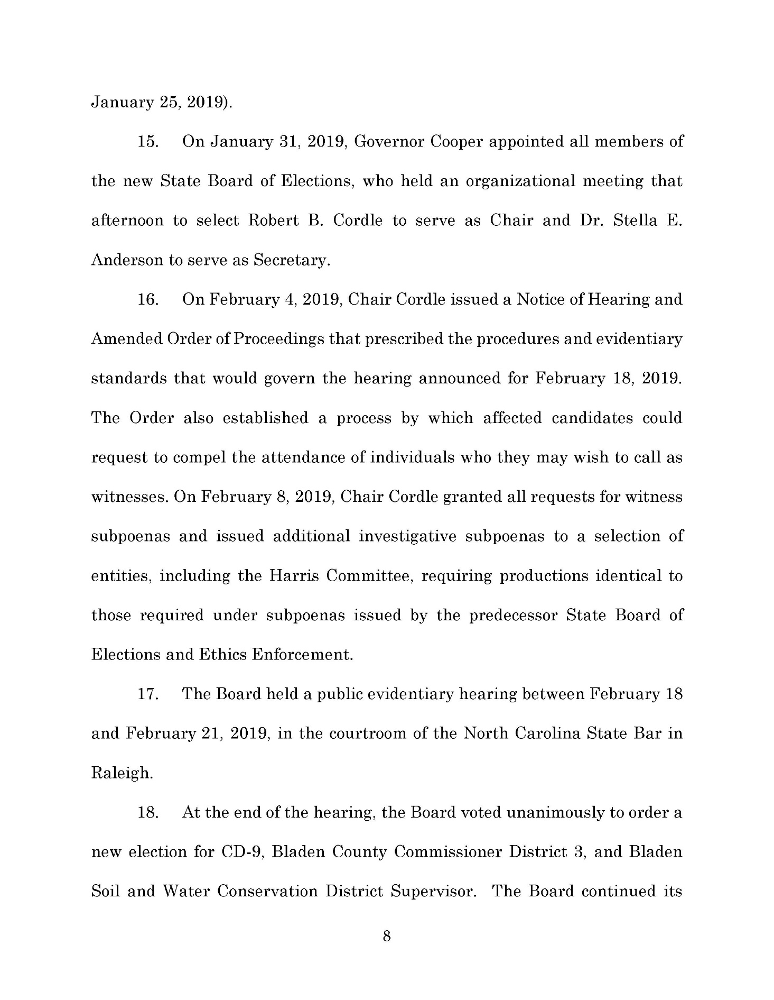 January 25, 2019).
15. On January 31, 2019, Governor Cooper appointed all members of
the new State Board of Elections, who held an organizational meeting that
afternoon to select Robert B. Cordle to serve as Chair and Dr. Stella E.
Anderson to serve as Secretary.
16. On February 4, 2019, Chair Cordle issued a Notice of Hearing and
Amended Order of Proceedings that prescribed the procedures and evidentiary
standards that would govern the hearing announced for February 18, 2019.
The Order also established a process by which affected candidates could
request to compel the attendance of individuals who they may wish to call as
witnesses. On February 8, 2019, Chair Cordle granted all requests for witness
subpoenas and issued additional investigative subpoenas to a selection of
entities, including the Harris Committee, requiring productions identical to
those required under subpoenas issued by the predecessor State Board of
Elections and Ethics Enforcement.
17. The Board held a public evidentiary hearing between February 18
and February 21, 2019, in the courtroom of the North Carolina State Bar in
Raleigh.
18. At the end of the hearing, the Board voted unanimously to order a
new election for CD-9, Bladen County Commissioner District 3, and Bladen
Soil and Water Conservation District Supervisor. The Board continued its
8